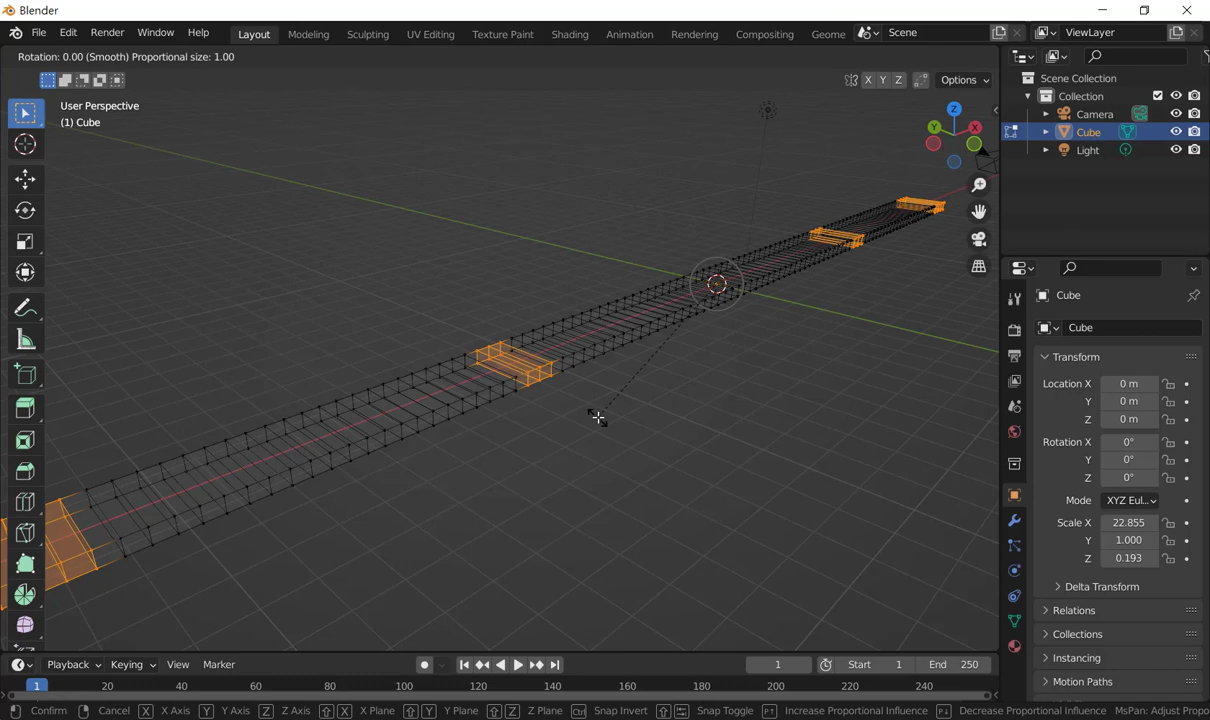 Blender
File Edit Render Window Help Layout Modeling Sculpting UV Editing Texture Paint Shading Animation Rendering Compositing Geome Scene ViewLayer
Rotation: 0.00 (Smooth) Proportional size: 1.00
X Y Z Options
User Perspective
(1) Cube
Z
Y X
Scene Collection
Collection
Camera
Cube
Light
Cube
Cube
Transform
Location X 0 m
Y 0 m
Z 0 m
Rotation X 0°
Y 0°
Z 0°
Mode XYZ Eul...
Scale X 22.855
Y 1.000
Z 0.193
Delta Transform
Relations
Collections
Instancing
Motion Paths
Playback Keying View Marker 1 Start 1 End 250
1 20 40 60 80 100 120 140 160 180 200 220 240
Confirm Cancel X X Axis Y Y Axis Z Z Axis X X Plane Y Y Plane Z Z Plane Ctrl Snap Invert Snap Toggle Increase Proportional Influence Decrease Proportional Influence MsPan: Adjust Propo